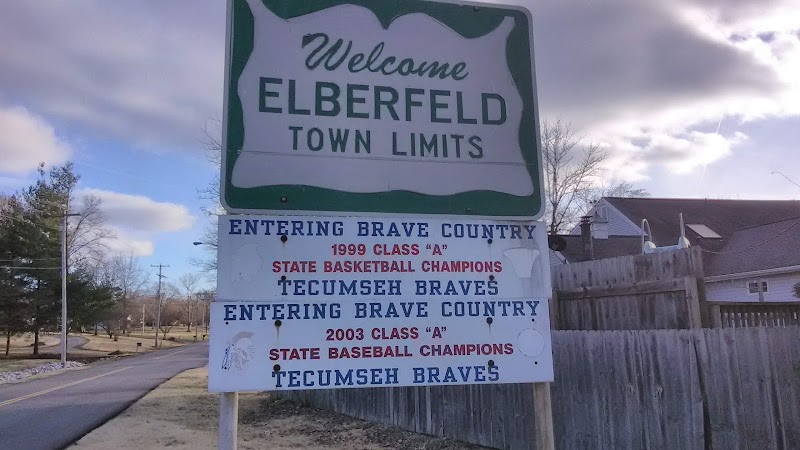 Welcome
ELBERFELD
TOWN LIMITS
ENTERING BRAVE COUNTRY
1999 CLASS "A"
STATE BASKETBALL CHAMPIONS
TECUMSEH BRAVES
ENTERING BRAVE COUNTRY
2003 CLASS "A"
STATE BASEBALL CHAMPIONS
TECUMSEH BRAVES